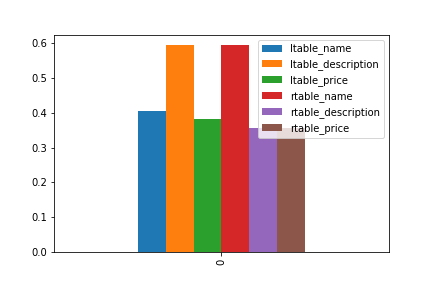 0.6
0.5
0.4
0.3
0.2
0.1
0.0
ltable_name
ltable_description
ltable_price
rtable_name
rtable_description
rtable_price
0